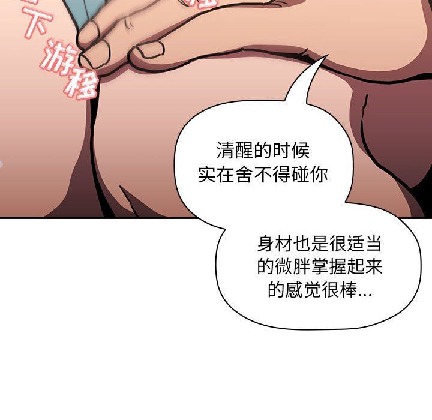 下
游移
清醒的时候
实在舍不得碰你
身材也是很适当
的微胖掌握起来
的感觉很棒...